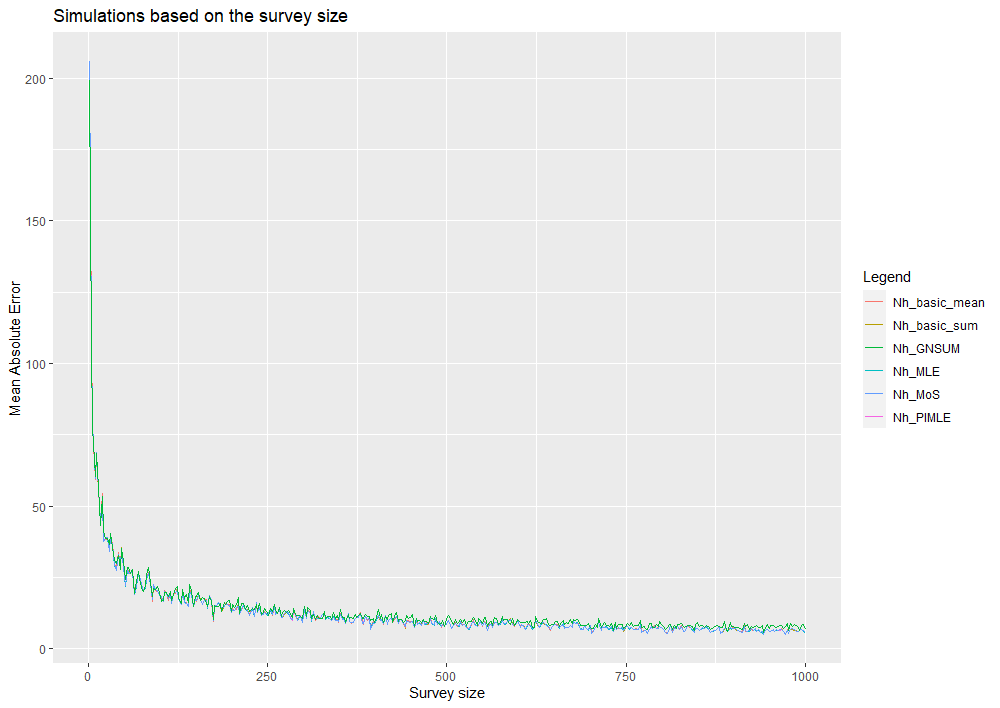 Simulations based on the survey size
Mean Absolute Error
200
150
100
50
0
0 250 500 750 1000
Survey size
Legend
Nh_basic_mean
Nh_basic_sum
Nh_GNSUM
Nh_MLE
Nh_MoS
Nh_PIMLE